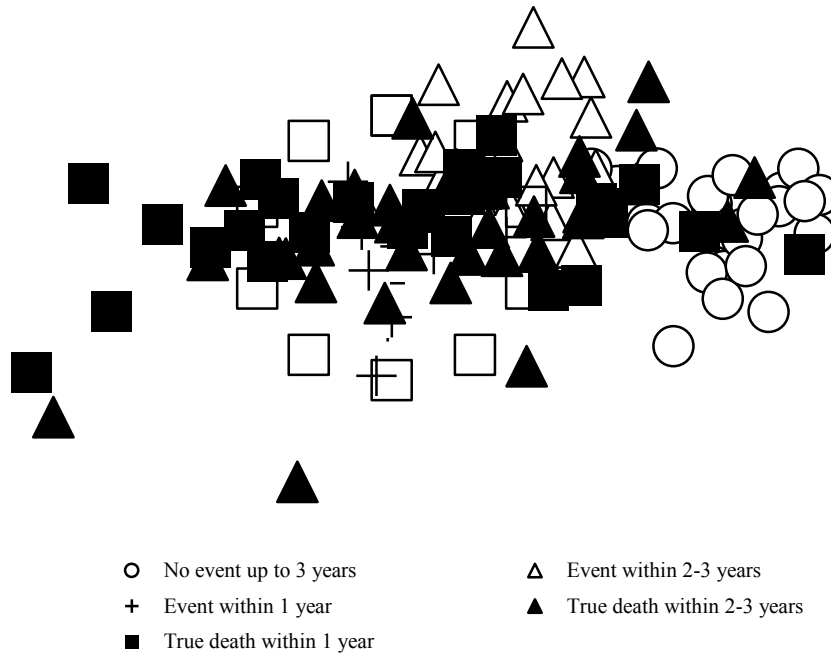 No event up to 3 years
Event within 1 year
True death within 1 year
Event within 2-3 years
True death within 2-3 years